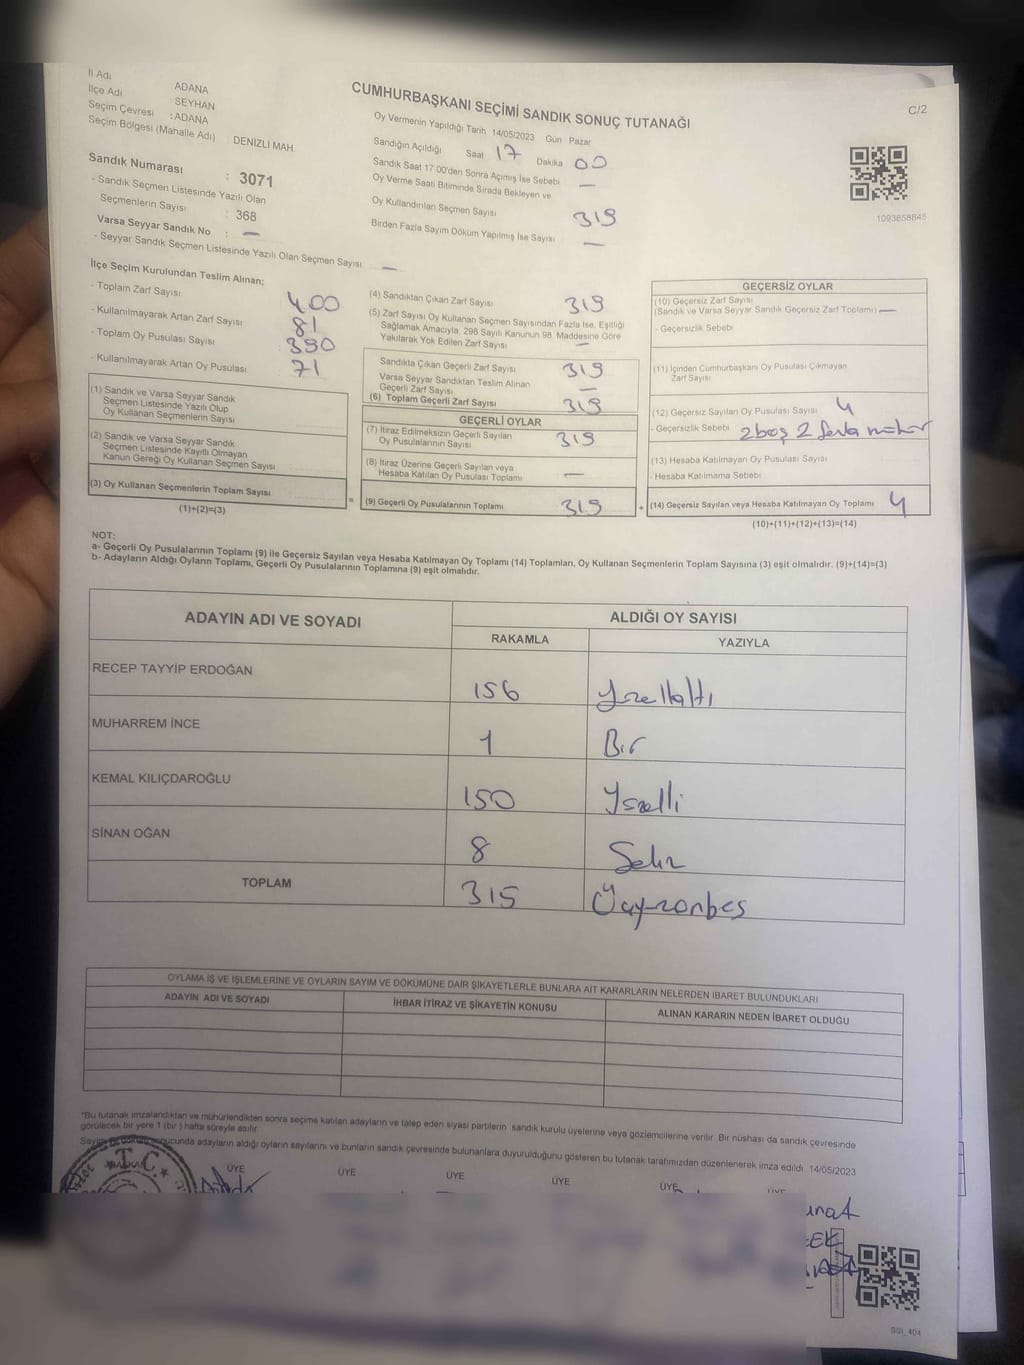 İl Adı ADANA
İlçe Adı SEYHAN
Seçim Çevresi : ADANA
Seçim Bölgesi (Mahalle Adı) DENİZLİ MAH.
Sandık Numarası : 3071
- Sandık Seçmen Listesinde Yazılı Olan
Seçmenlerin Sayısı : 368
Varsa Seyyar Sandık No : —
- Seyyar Sandık Seçmen Listesinde Yazılı Olan Seçmen Sayısı —
CUMHURBAŞKANI SEÇİMİ SANDIK SONUÇ TUTANAĞI
Oy Vermenin Yapıldığı Tarih 14/05/2023 Gün Pazar
Sandığın Açıldığı Saat 17 Dakika 00
Sandık Saat 17.00'den Sonra Açımış İse Sebebi —
Oy Verme Saati Bitiminde Sırada Bekleyen ve
Oy Kullandırılan Seçmen Sayısı 319
Birden Fazla Sayım Döküm Yapılmış İse Sayısı —
C/2
1093858845
İlçe Seçim Kurulundan Teslim Alınan;
- Toplam Zarf Sayısı 400
- Kullanılmayarak Artan Zarf Sayısı 81
- Toplam Oy Pusulası Sayısı 390
- Kullanılmayarak Artan Oy Pusulası 71
(1) Sandık ve Varsa Seyyar Sandık
Seçmen Listesinde Yazılı Olup
Oy Kullanan Seçmenlerin Sayısı
(2) Sandık ve Varsa Seyyar Sandık
Seçmen Listesinde Kayıtlı Olmayan
Kanun Gereği Oy Kullanan Seçmen Sayısı
(3) Oy Kullanan Seçmenlerin Toplam Sayısı
(1)+(2)=(3)
=
(4) Sandıktan Çıkan Zarf Sayısı 319
(5) Zarf Sayısı Oy Kullanan Seçmen Sayısından Fazla İse, Eşitliği
Sağlamak Amacıyla, 298 Sayılı Kanunun 98. Maddesine Göre
Yakılarak Yok Edilen Zarf Sayısı —
Sandıkta Çıkan Geçerli Zarf Sayısı 319
Varsa Seyyar Sandıktan Teslim Alınan
Geçerli Zarf Sayısı —
(6) Toplam Geçerli Zarf Sayısı 319
GEÇERLİ OYLAR
(7) İtiraz Edilmeksizin Geçerli Sayılan
Oy Pusulalarının Sayısı 319
(8) İtiraz Üzerine Geçerli Sayılan veya
Hesaba Katılan Oy Pusulası Toplamı —
(9) Geçerli Oy Pusulalarının Toplamı 319
+
GEÇERSİZ OYLAR
(10) Geçersiz Zarf Sayısı
(Sandık ve Varsa Seyyar Sandık Geçersiz Zarf Toplamı) —
- Geçersizlik Sebebi
(11) İçinden Cumhurbaşkanı Oy Pusulası Çıkmayan
Zarf Sayısı
(12) Geçersiz Sayılan Oy Pusulası Sayısı 4
- Geçersizlik Sebebi 2 boş 2 fazla mühür
(13) Hesaba Katılmayan Oy Pusulası Sayısı
- Hesaba Katılmama Sebebi
(14) Geçersiz Sayılan veya Hesaba Katılmayan Oy Toplamı 4
(10)+(11)+(12)+(13)=(14)
NOT:
a- Geçerli Oy Pusulalarının Toplamı (9) ile Geçersiz Sayılan veya Hesaba Katılmayan Oy Toplamı (14) Toplamları, Oy Kullanan Seçmenlerin Toplam Sayısına (3) eşit olmalıdır. (9)+(14)=(3)
b- Adayların Aldığı Oyların Toplamı, Geçerli Oy Pusulalarının Toplamına (9) eşit olmalıdır.
ADAYIN ADI VE SOYADI
ALDIĞI OY SAYISI
RAKAMLA YAZIYLA
RECEP TAYYİP ERDOĞAN 156 Yüzellialtı
MUHARREM İNCE 1 Bir
KEMAL KILIÇDAROĞLU 150 Yüzelli
SİNAN OĞAN 8 Sekiz
TOPLAM 315 Üçyüzonbeş
OYLAMA İŞ VE İŞLEMLERİNE VE OYLARIN SAYIM VE DÖKÜMÜNE DAİR ŞİKAYETLERLE BUNLARA AİT KARARLARIN NELERDEN İBARET BULUNDUKLARI
ADAYIN ADI VE SOYADI İHBAR İTİRAZ VE ŞİKAYETİN KONUSU ALINAN KARARIN NEDEN İBARET OLDUĞU
*Bu tutanak imzalandıktan ve mühürlendikten sonra seçime katılan adayların ve talep eden siyasi partilerin sandık kurulu üyelerine veya gözlemcilerine verilir. Bir nüshası da sandık çevresinde
görülecek bir yere 1 (bir) hafta süreyle asılır.
Sayım sonucunda adayların aldığı oyların sayılarını ve bunların sandık çevresinde bulunanlara duyurulduğunu gösteren bu tutanak tarafımızdan düzenlenerek imza edildi. 14/05/2023
T.C.
ÜYE ÜYE ÜYE ÜYE ÜYE ÜYE